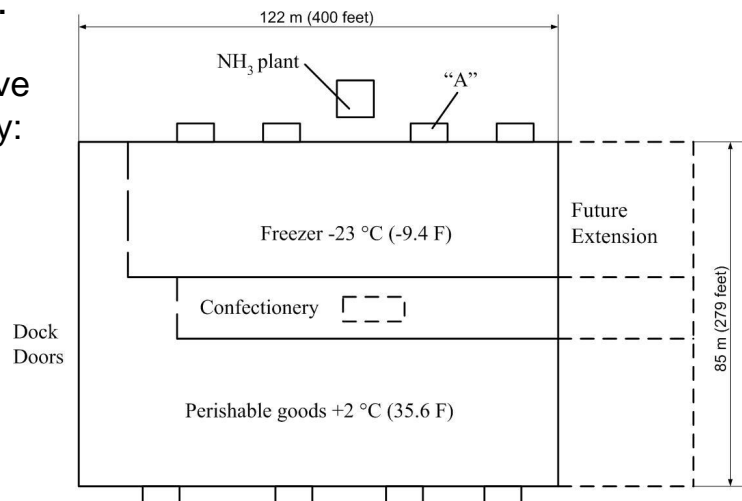 122 m (400 feet)
ve
y:
NH₃ plant
“A”
Freezer -23 °C (-9.4 F)
Future
Extension
Confectionery
Dock
Doors
85 m (279 feet)
Perishable goods +2 °C (35.6 F)